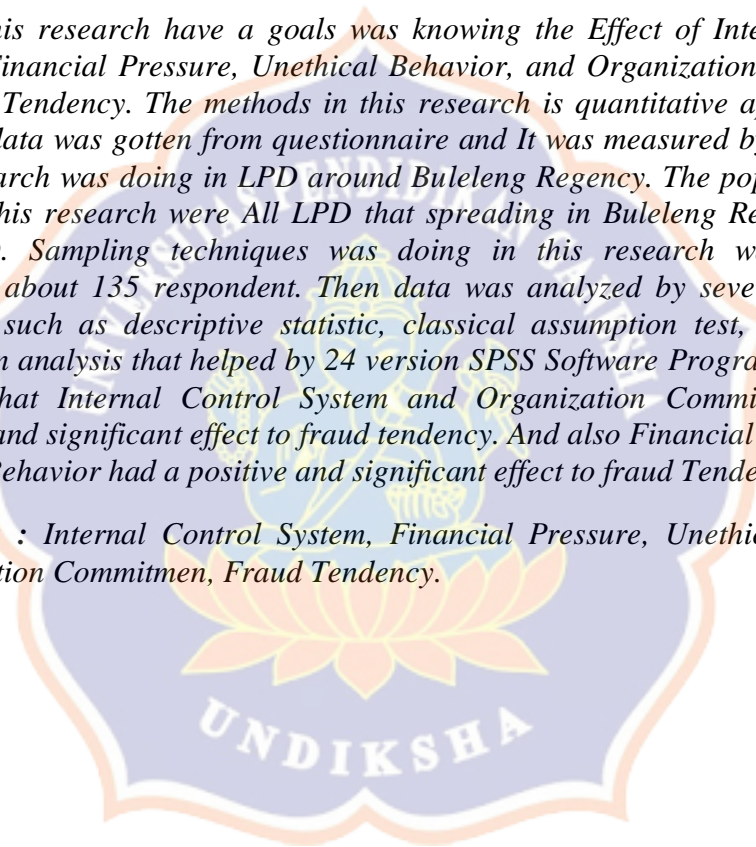 his research have a goals was knowing the Effect of Inte
Financial Pressure, Unethical Behavior, and Organization
Tendency. The methods in this research is quantitative a
data was gotten from questionnaire and It was measured b
arch was doing in LPD around Buleleng Regency. The po
his research were All LPD that spreading in Buleleng Re
. Sampling techniques was doing in this research w
about 135 respondent. Then data was analyzed by seve
such as descriptive statistic, classical assumption test,
n analysis that helped by 24 version SPSS Software Progra
hat Internal Control System and Organization Commi
and significant effect to fraud tendency. And also Financial
Behavior had a positive and significant effect to fraud Tende
: Internal Control System, Financial Pressure, Unethic
tion Commitmen, Fraud Tendency.
UNIVERSITAS PENDIDIKAN GANESHA
UNDIKSHA